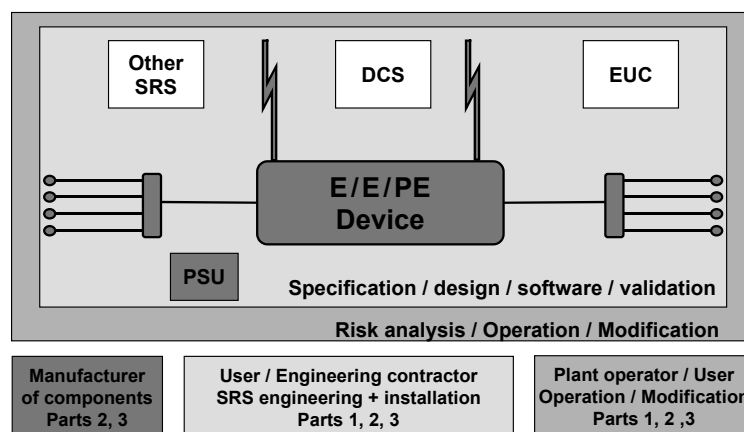 Other
SRS
DCS
EUC
E/E/PE
Device
PSU
Specification / design / software / validation
Risk analysis / Operation / Modification
Manufacturer
of components
Parts 2, 3
User / Engineering contractor
SRS engineering + installation
Parts 1, 2, 3
Plant operator / User
Operation / Modification
Parts 1, 2 ,3